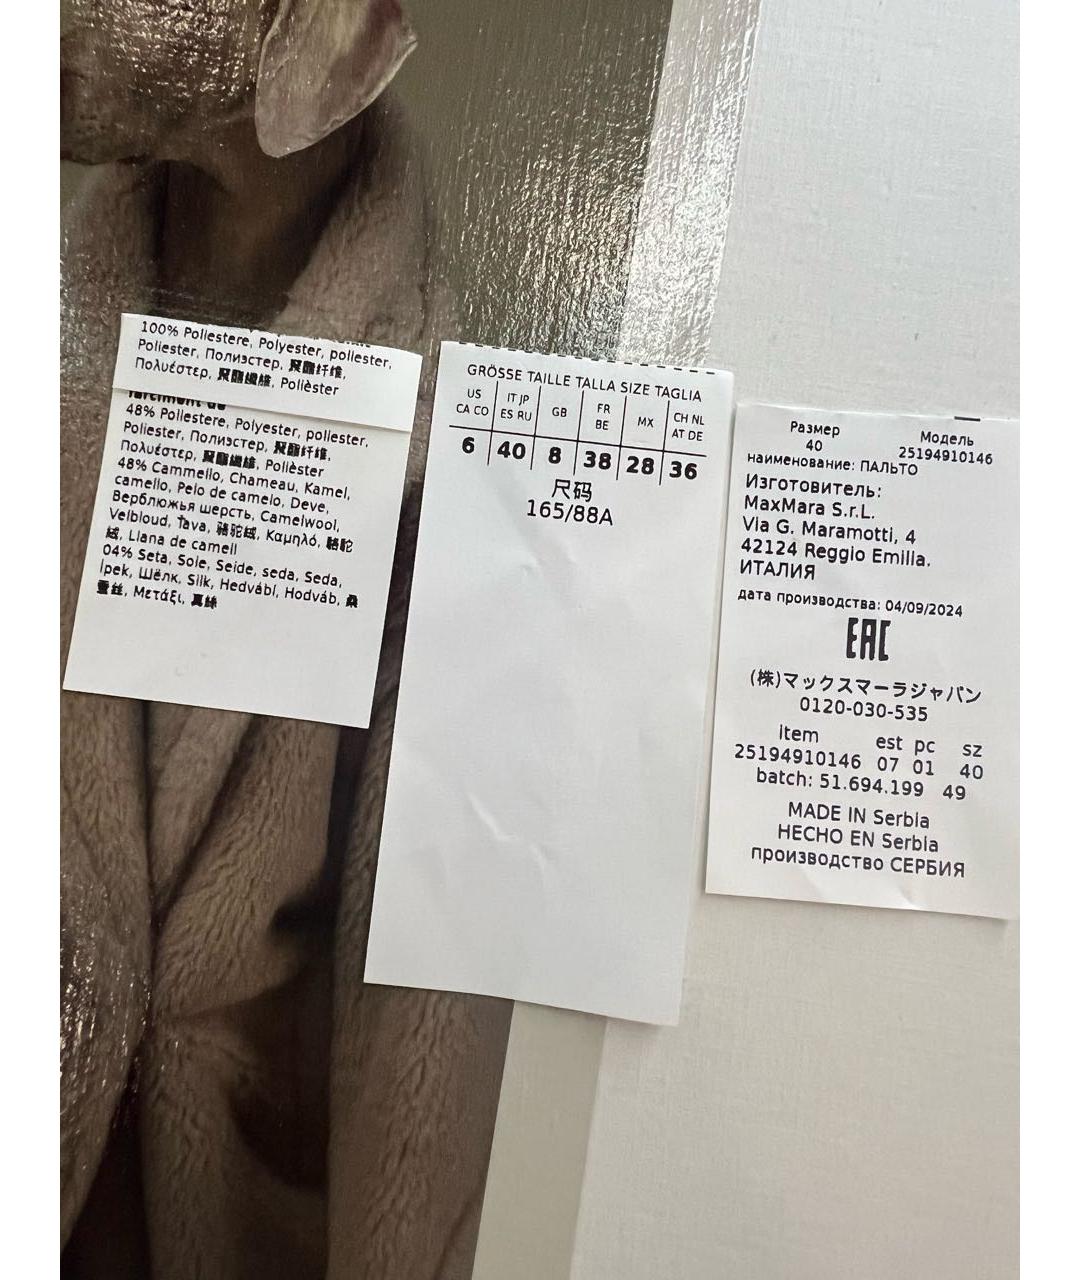 100% Poliestere, Polyester, poliester,
Poliester, Полиэстер, 聚酯纤维,
Πολυέστερ, 聚酯纖維, Polièster
48% Poliestere, Polyester, poliester,
Poliester, Полиэстер, 聚酯纤维,
Πολυέστερ, 聚酯纖維, Polièster
48% Cammello, Chameau, Kamel,
camello, Pelo de camelo, Deve,
Верблюжья шерсть, Camelwool,
Velbloud, Ťava, 骆驼绒, Καμηλό, 駱駝
絨, Llana de camell
04% Seta, Soie, Seide, seda, Seda,
İpek, Шёлк, Silk, Hedvábí, Hodváb, 桑
蚕丝, Μετάξι, 真絲
GRÖSSE TAILLE TALLA SIZE TAGLIA
US CA CO IT JP ES RU GB FR BE MX CH NL AT DE
6 40 8 38 28 36
尺码
165/88A
Размер Модель
40 25194910146
наименование: ПАЛЬТО
Изготовитель:
MaxMara S.r.L.
Via G. Maramotti, 4
42124 Reggio Emilia.
ИТАЛИЯ
дата производства: 04/09/2024
EAC
(株)マックスマーラジャパン
0120-030-535
item est pc sz
25194910146 07 01 40
batch: 51.694.199 49
MADE IN Serbia
HECHO EN Serbia
производство СЕРБИЯ